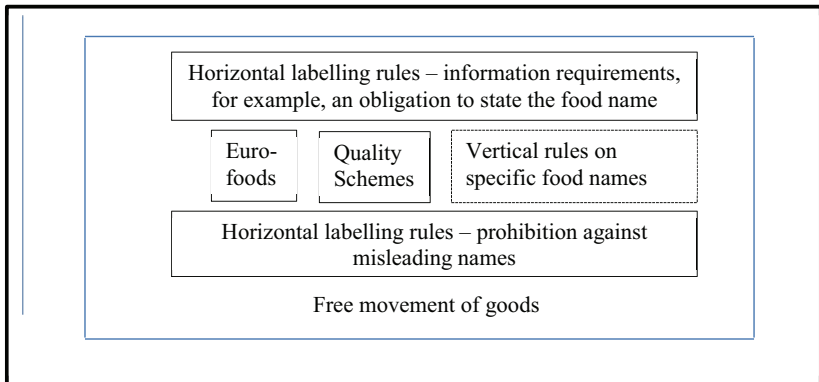 Horizontal labelling rules – information requirements,
for example, an obligation to state the food name
Euro-
foods
Quality
Schemes
Vertical rules on
specific food names
Horizontal labelling rules – prohibition against
misleading names
Free movement of goods